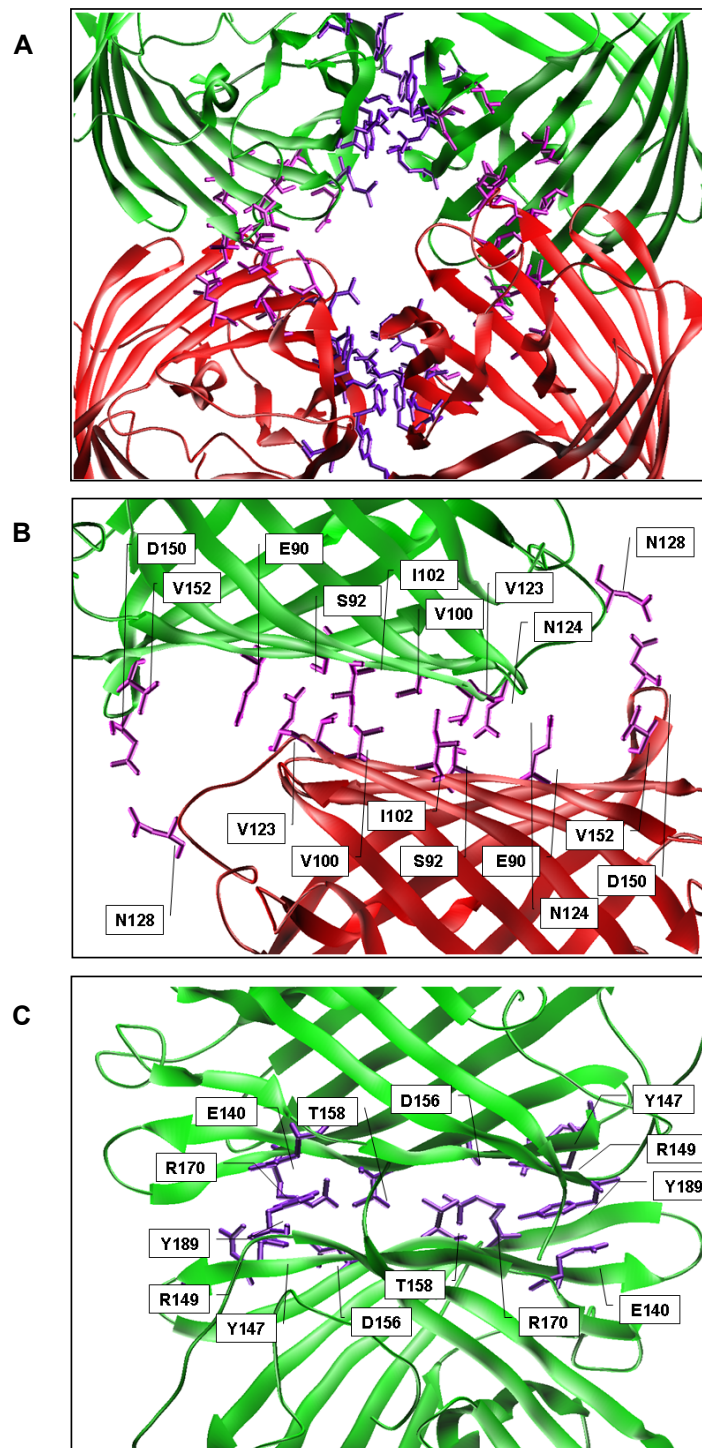 A
B
D150
E90
N128
V152
I102
V123
S92
V100
N124
V123
I102
V152
V100
S92
E90
D150
N128
N124
C
D156
Y147
E140
T158
R149
R170
Y189
Y189
T158
R149
E140
Y147
D156
R170